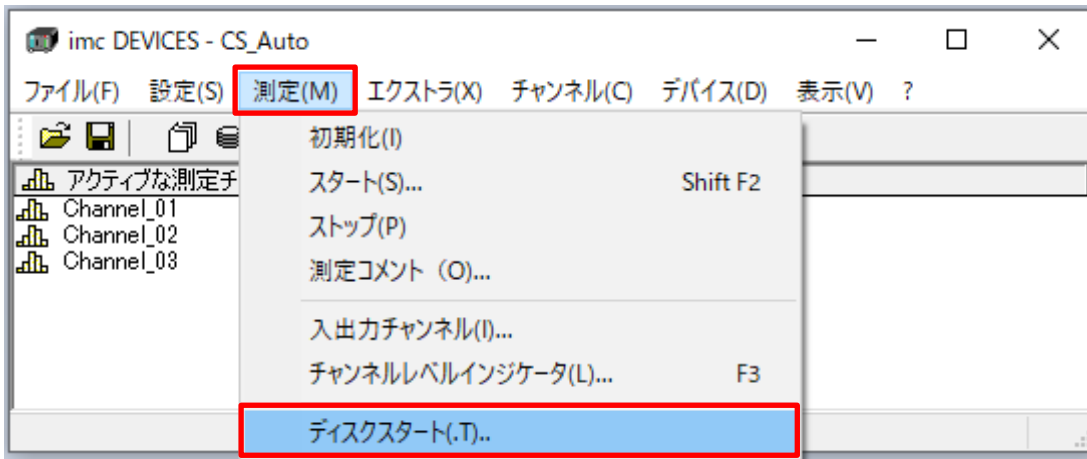 imc DEVICES - CS_Auto
ファイル(F) 設定(S) 測定(M) エクストラ(X) チャンネル(C) デバイス(D) 表示(V) ?
初期化(I)
アクティブな測定チ
スタート(S)... Shift F2
Channel_01
ストップ(P)
Channel_02
Channel_03
測定コメント（O)...
入出力チャンネル(I)...
チャンネルレベルインジケータ(L)... F3
ディスクスタート(.T)..